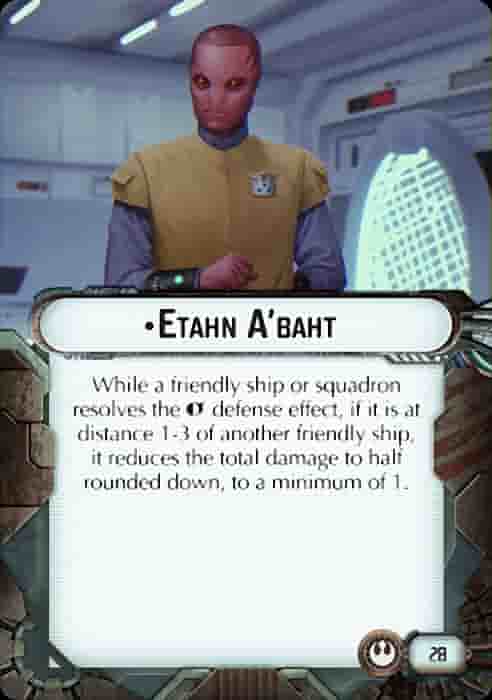 •Etahn A'baht
While a friendly ship or squadron
resolves the defense effect, if it is at
distance 1-3 of another friendly ship,
it reduces the total damage to half
rounded down, to a minimum of 1.
28